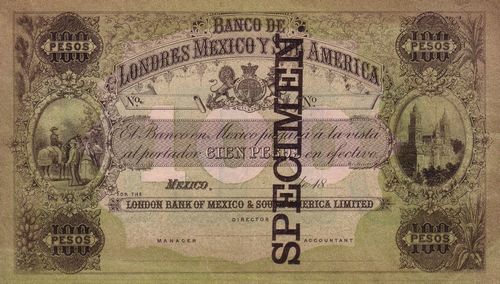 BANCO DE
LONDRES MEXICO Y AMERICA
100 PESOS
100 PESOS
No.
No
SPECIMEN
100
El Banco en Mexico pagará á la vista
al portador CIEN PESOS en efectivo.
MEXICO, de 18
FOR THE
LONDON BANK OF MEXICO & SOUTH AMERICA LIMITED
DIRECTOR
MANAGER
ACCOUNTANT
100 PESOS
100 PESOS